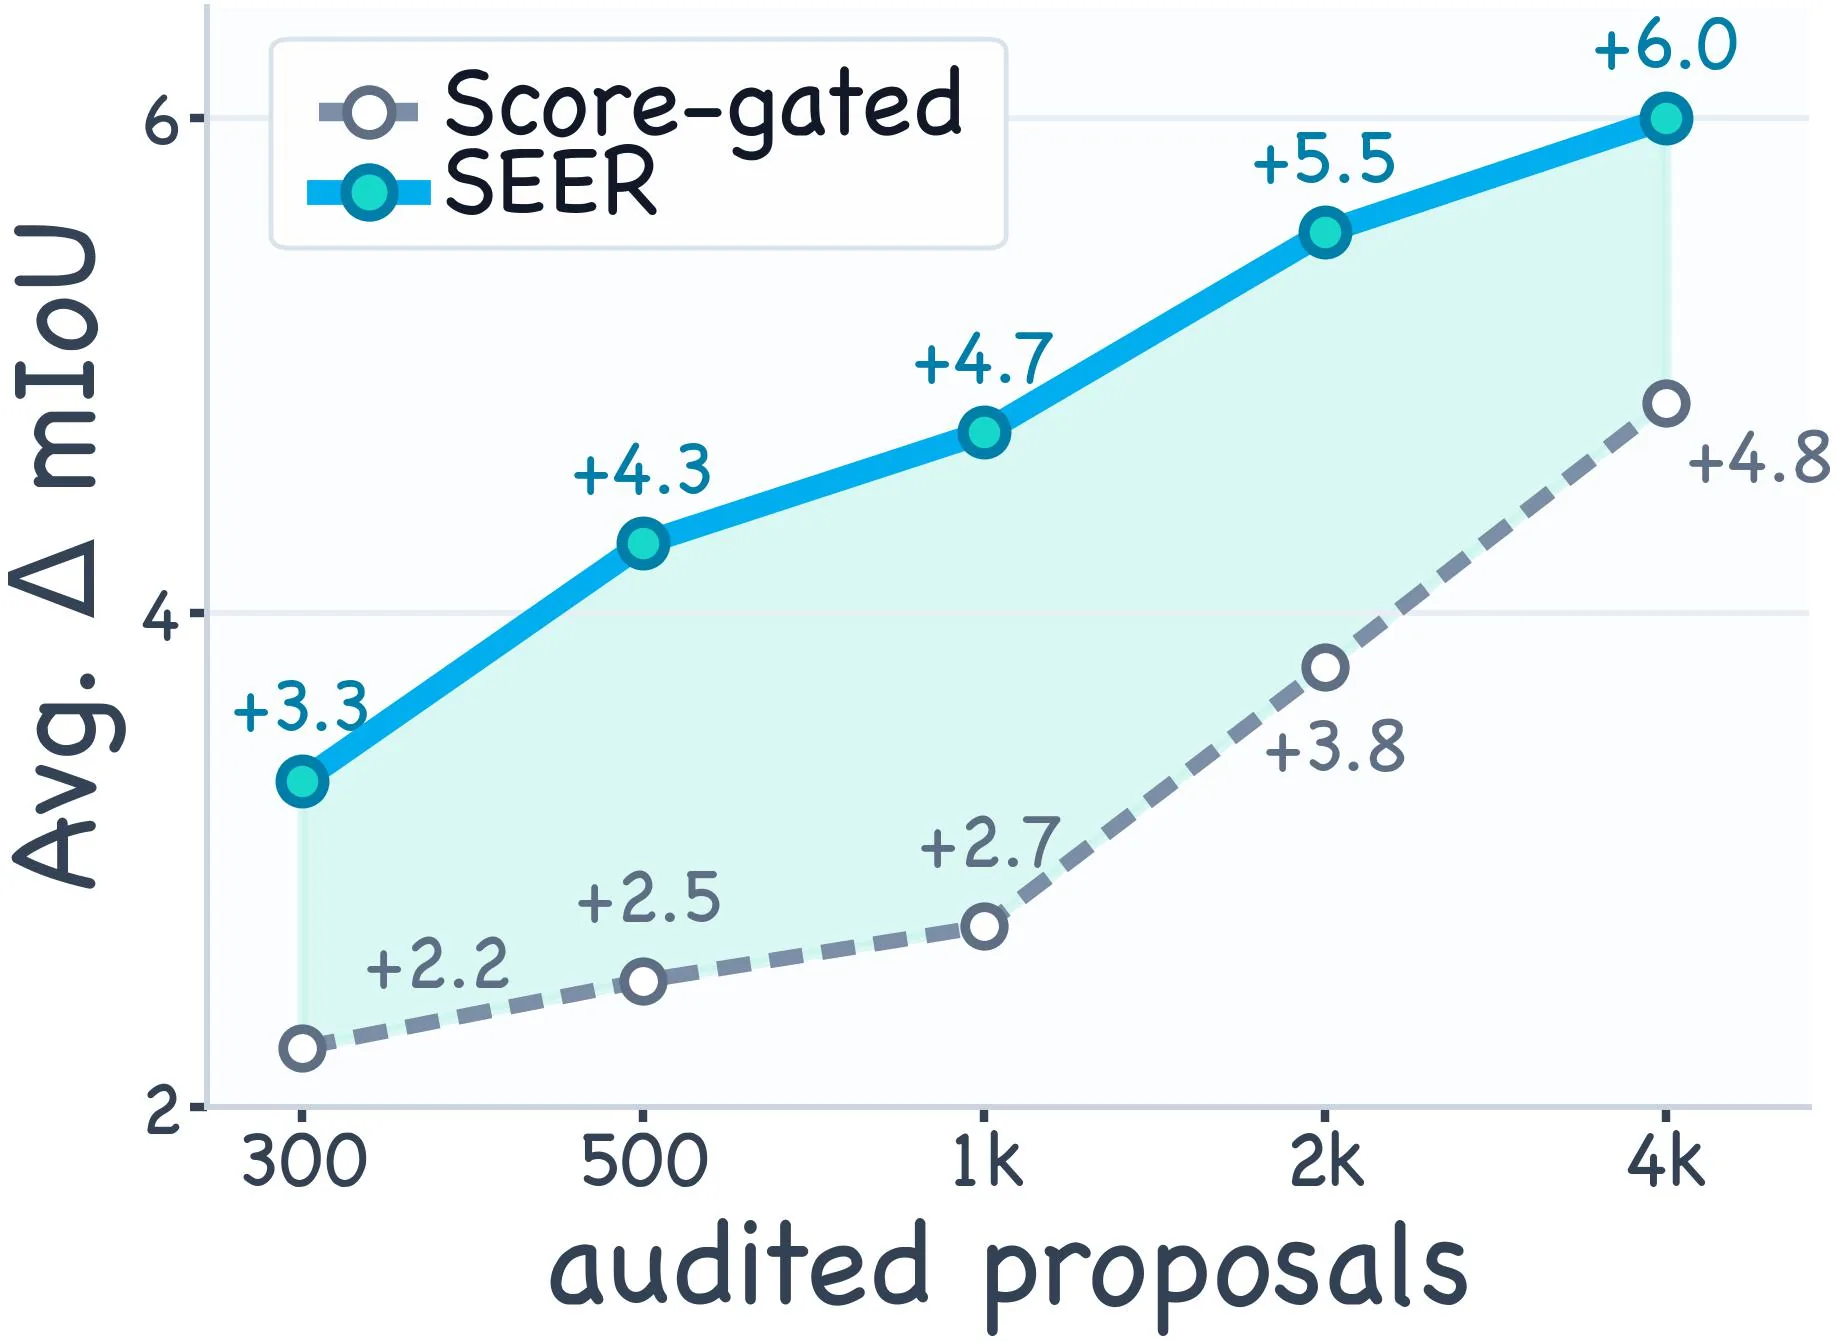 Score-gated
SEER
Avg. Δ mIoU
6
4
2
+3.3
+4.3
+4.7
+5.5
+6.0
+2.2
+2.5
+2.7
+3.8
+4.8
300
500
1k
2k
4k
audited proposals